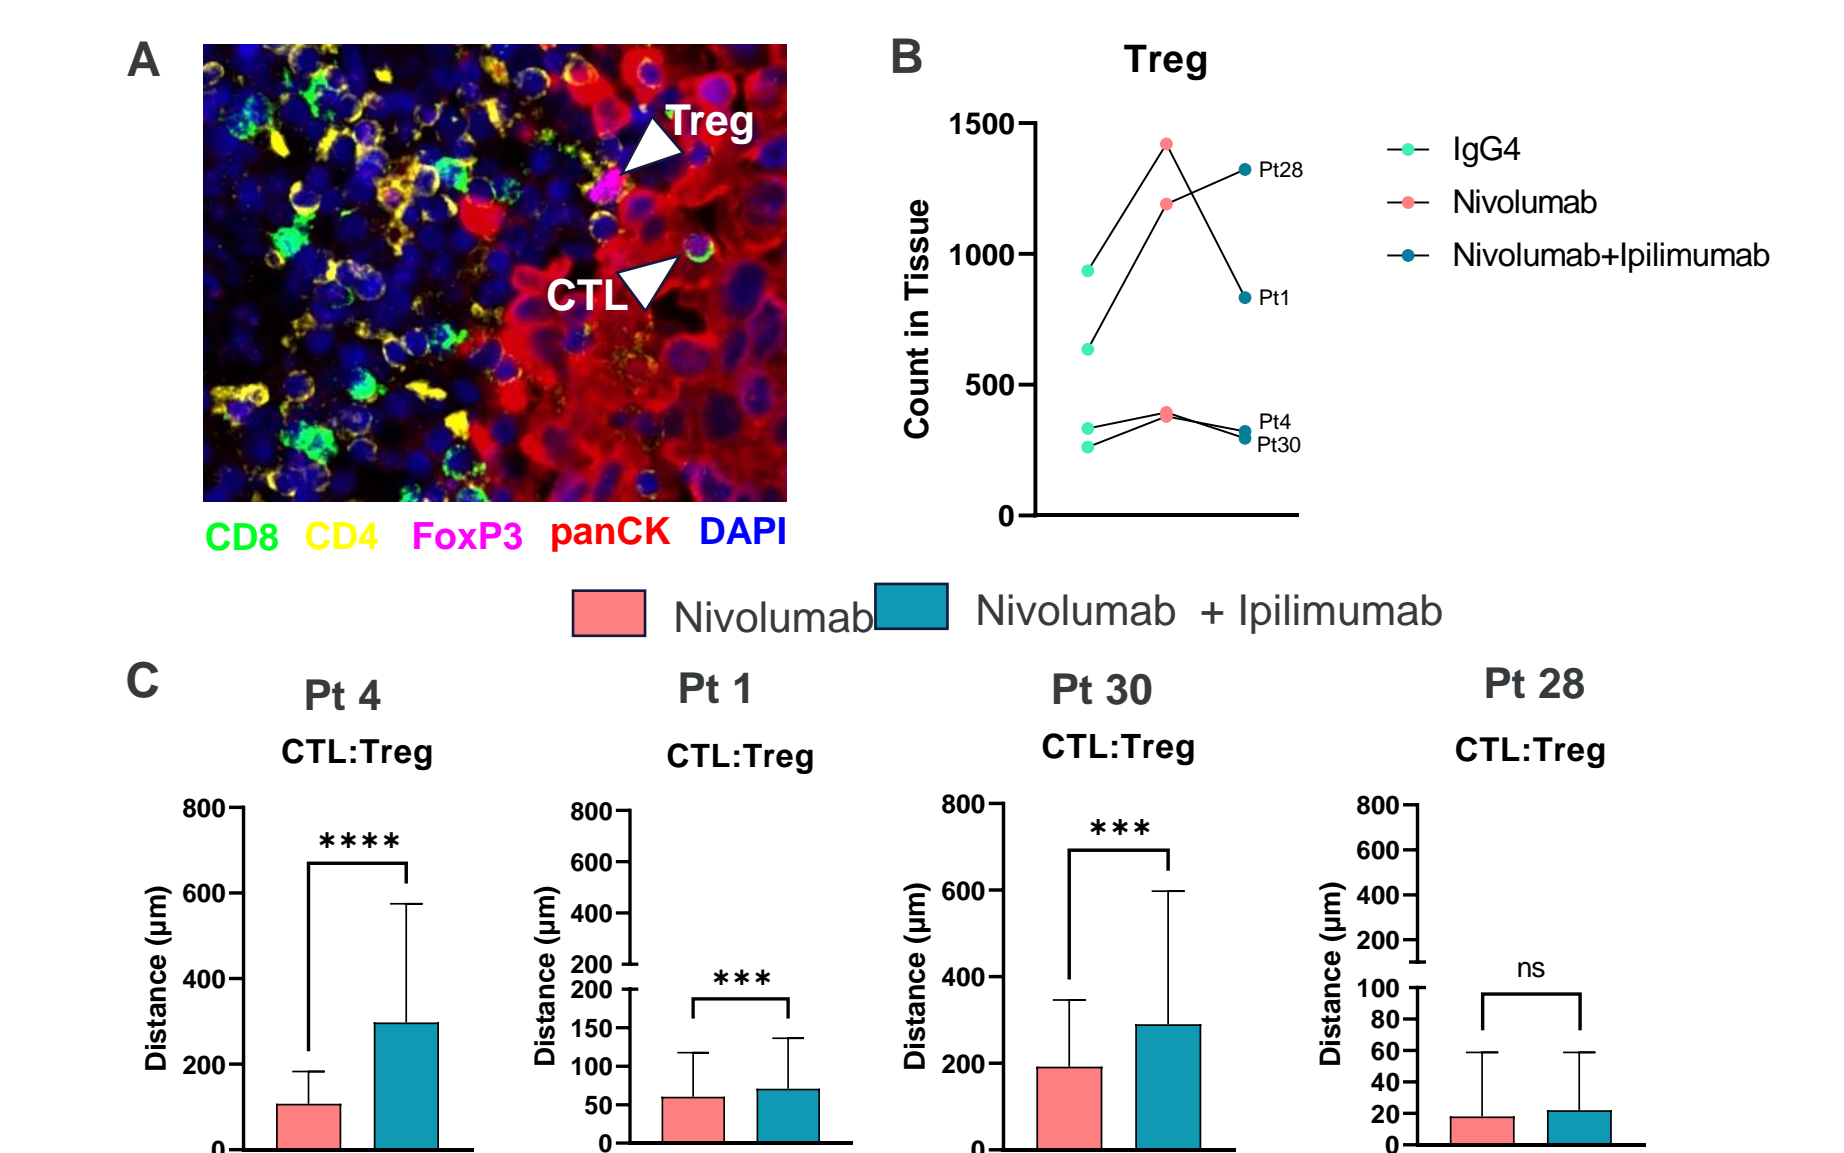 A
Treg
CTL
CD8 CD4 FoxP3 panCK DAPI
B
Treg
Count in Tissue
1500
1000
500
0
Pt28
Pt1
Pt4
Pt30
IgG4
Nivolumab
Nivolumab+Ipilimumab
Nivolumab
Nivolumab + Ipilimumab
C
Pt 4
CTL:Treg
Distance (µm)
800
600
400
200
0
****
Pt 1
CTL:Treg
Distance (µm)
800
600
400
200
200
150
100
50
0
***
Pt 30
CTL:Treg
Distance (µm)
800
600
400
200
0
***
Pt 28
CTL:Treg
Distance (µm)
800
600
400
200
100
80
60
40
20
0
ns